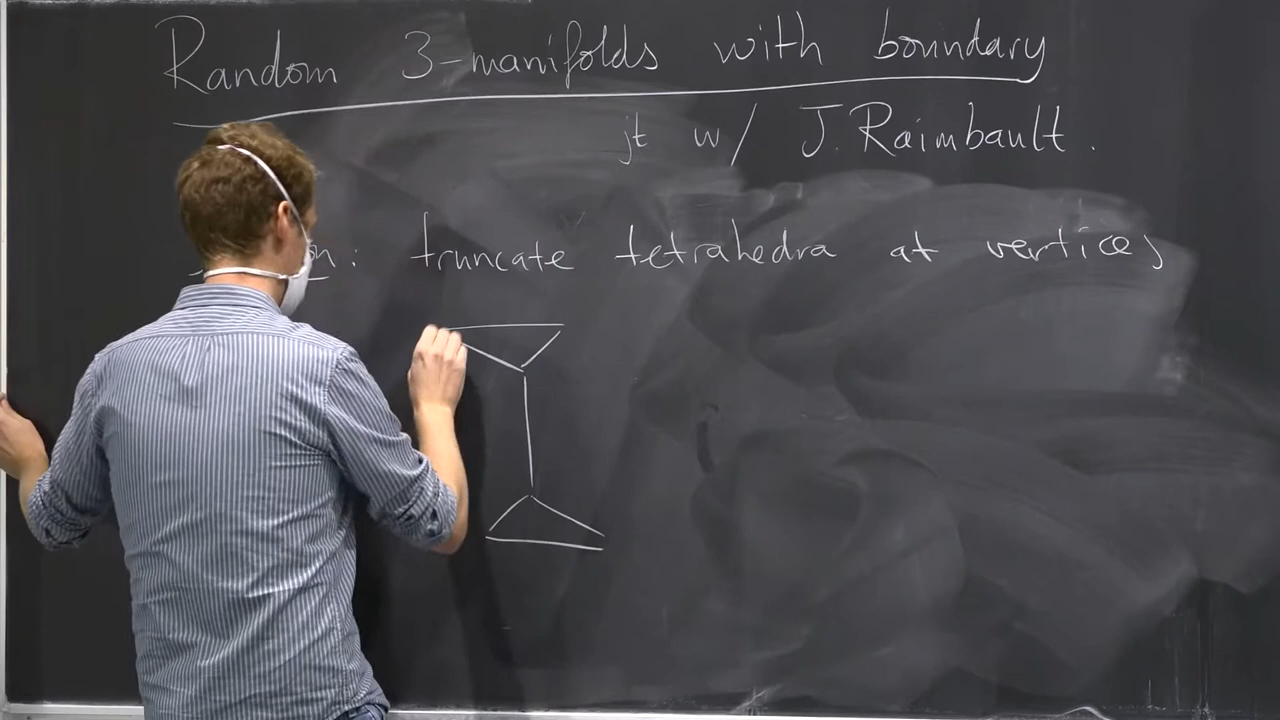 Random 3-manifolds with boundary
jt w/ J. Raimbault.
truncate tetrahedra at vertices